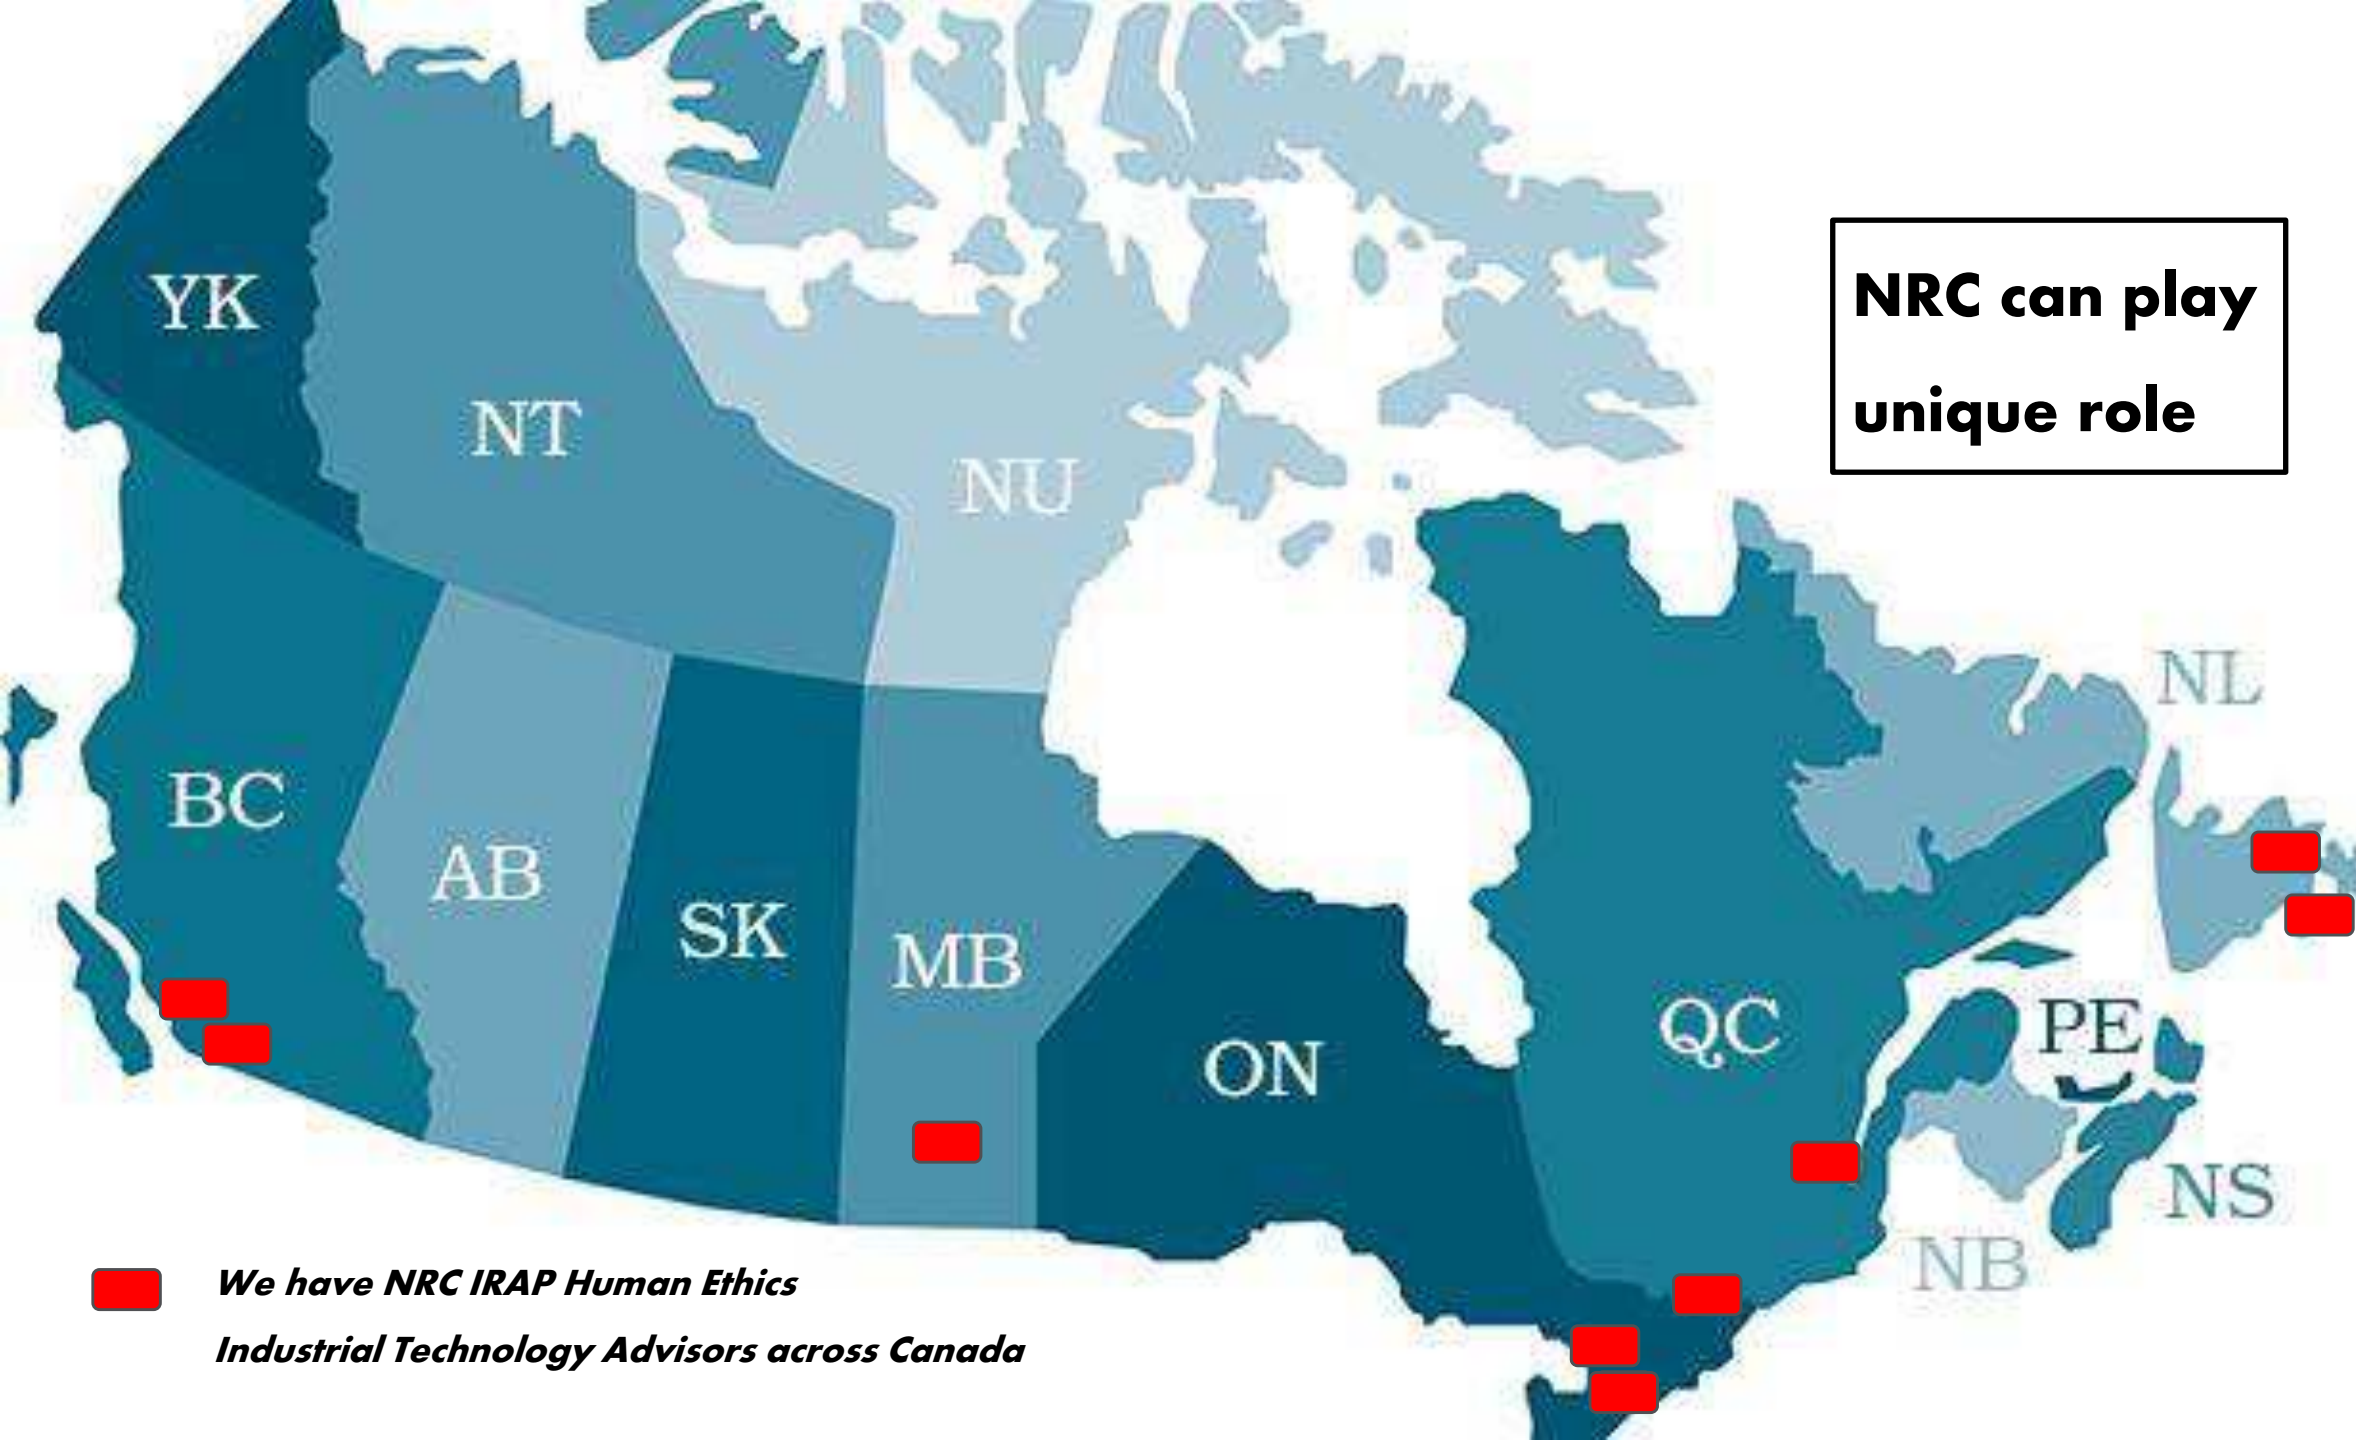 YK
NT
NU
NRC can play
unique role
NL
BC
AB
SK
MB
ON
QC
PE
NS
NB
We have NRC IRAP Human Ethics
Industrial Technology Advisors across Canada